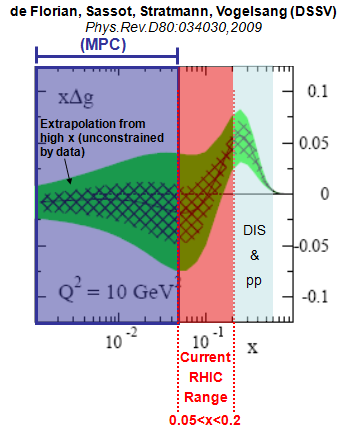 de Florian, Sassot, Stratmann, Vogelsang (DSSV)
Phys.Rev.D80:034030,2009
(MPC)
xΔg
Extrapolation from
high x (unconstrained
by data)
Q² = 10 GeV²
DIS
&
pp
0.1
0.05
0
-0.05
-0.1
10⁻²
10⁻¹
x
Current
RHIC
Range
0.05<x<0.2